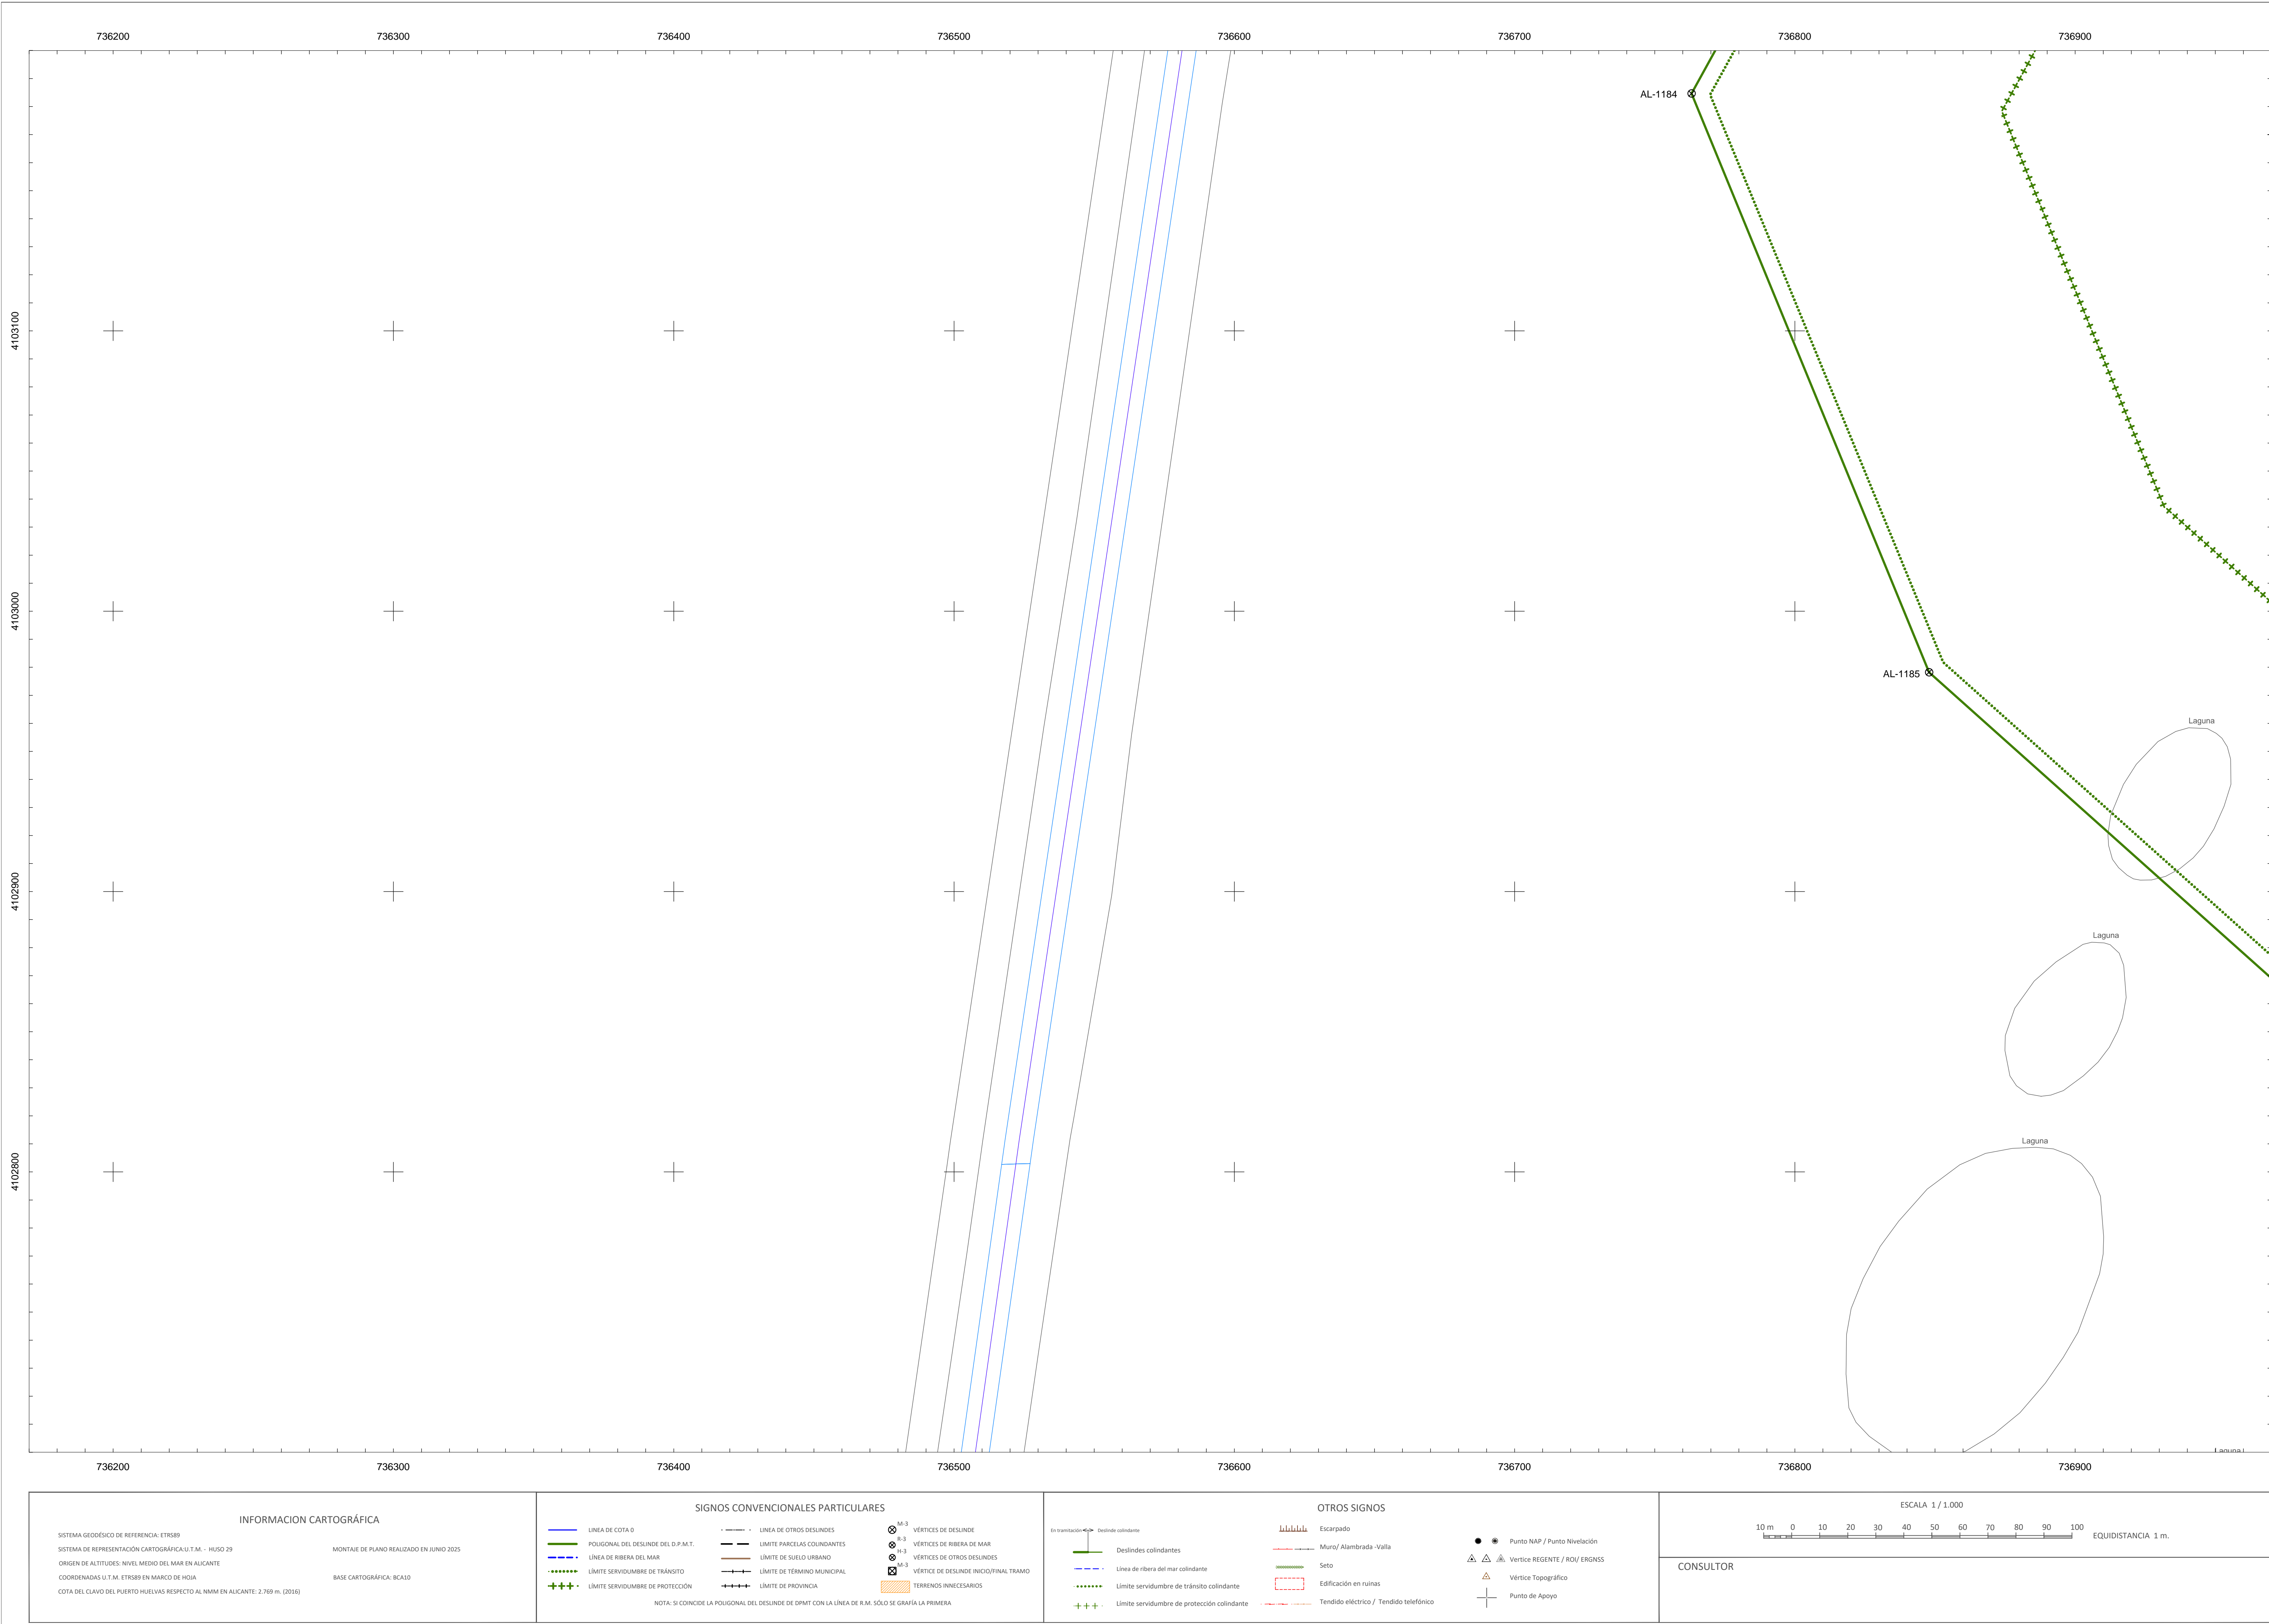 736200 736300 736400 736500 736600 736700 736800 736900
AL-1184
4103100
4103000
AL-1185
Laguna
4102900
Laguna
Laguna
4102800
736200 736300 736400 736500 736600 736700 736800 736900
INFORMACION CARTOGRÁFICA
SISTEMA GEODÉSICO DE REFERENCIA: ETRS89
SISTEMA DE REPRESENTACIÓN CARTOGRÁFICA:U.T.M. - HUSO 29
MONTAJE DE PLANO REALIZADO EN JUNIO 2025
ORIGEN DE ALTITUDES: NIVEL MEDIO DEL MAR EN ALICANTE
COORDENADAS U.T.M. ETRS89 EN MARCO DE HOJA
BASE CARTOGRÁFICA: BCA10
COTA DEL CLAVO DEL PUERTO HUELVAS RESPECTO AL NMM EN ALICANTE: 2.769 m. (2016)
SIGNOS CONVENCIONALES PARTICULARES
LINEA DE COTA 0
POLIGONAL DEL DESLINDE DEL D.P.M.T.
LÍNEA DE RIBERA DEL MAR
LÍMITE SERVIDUMBRE DE TRÁNSITO
LÍMITE SERVIDUMBRE DE PROTECCIÓN
LINEA DE OTROS DESLINDES
LIMITE PARCELAS COLINDANTES
LÍMITE DE SUELO URBANO
LÍMITE DE TÉRMINO MUNICIPAL
LÍMITE DE PROVINCIA
M-3
VÉRTICES DE DESLINDE
R-3
VÉRTICES DE RIBERA DE MAR
H-3
VÉRTICES DE OTROS DESLINDES
M-3
VÉRTICE DE DESLINDE INICIO/FINAL TRAMO
TERRENOS INNECESARIOS
NOTA: SI COINCIDE LA POLIGONAL DEL DESLINDE DE DPMT CON LA LÍNEA DE R.M. SÓLO SE GRAFÍA LA PRIMERA
OTROS SIGNOS
En tramitación Deslinde colindante
Deslindes colindantes
Línea de ribera del mar colindante
Límite servidumbre de tránsito colindante
Límite servidumbre de protección colindante
Escarpado
Muro/ Alambrada -Valla
Seto
Edificación en ruinas
Tendido eléctrico / Tendido telefónico
Punto NAP / Punto Nivelación
Vertice REGENTE / ROI/ ERGNSS
Vértice Topográfico
Punto de Apoyo
ESCALA 1 / 1.000
10 m 0 10 20 30 40 50 60 70 80 90 100
EQUIDISTANCIA 1 m.
CONSULTOR